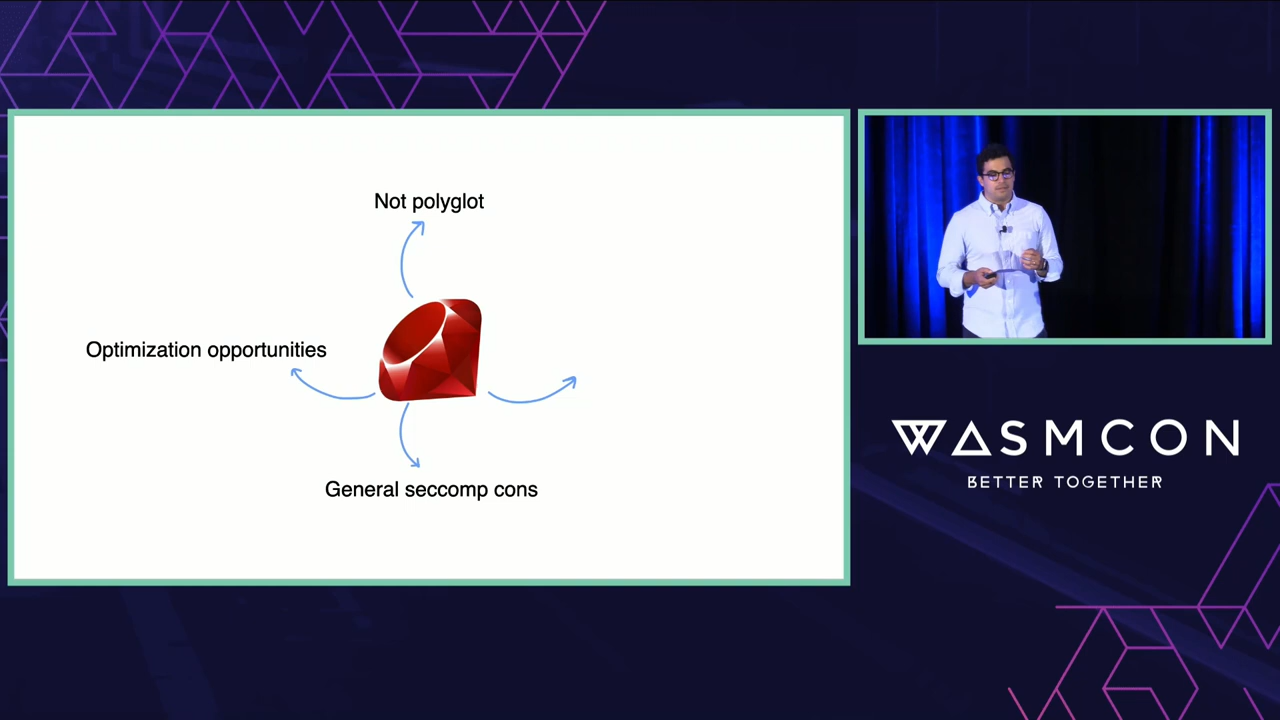 Not polyglot
Optimization opportunities
General seccomp cons
WASMCON
BETTER TOGETHER